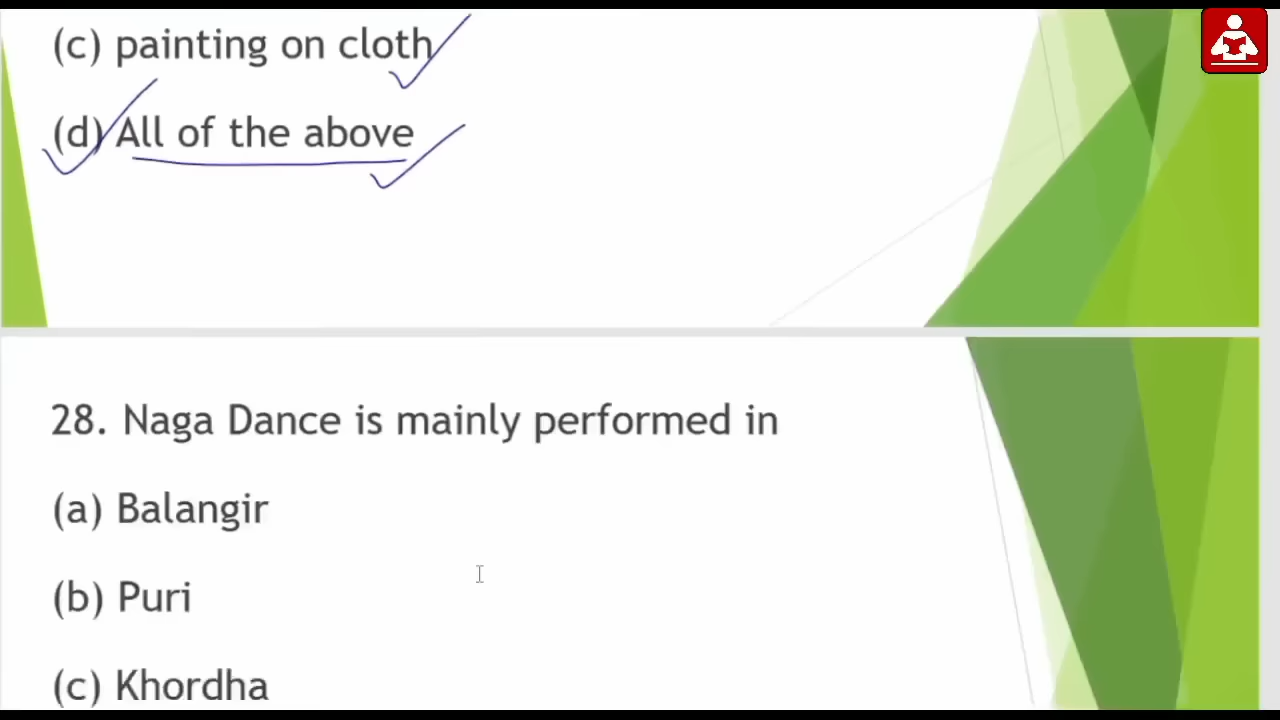 (c) painting on cloth
(d) All of the above
28. Naga Dance is mainly performed in
(a) Balangir
(b) Puri
(c) Khordha